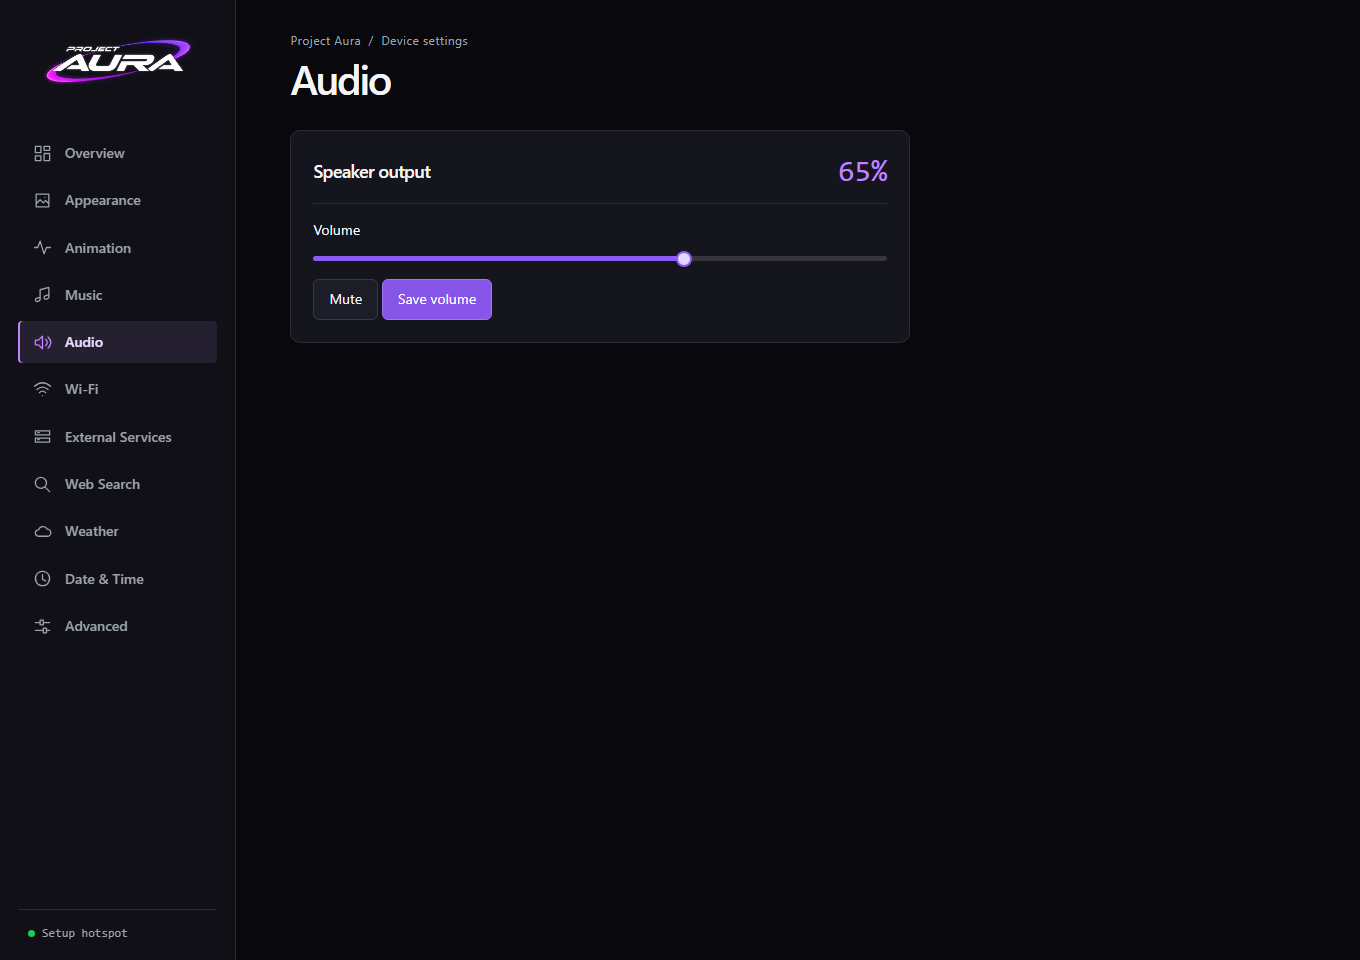 PROJECT
AURA
Overview
Appearance
Animation
Music
Audio
Wi-Fi
External Services
Web Search
Weather
Date & Time
Advanced
Setup hotspot
Project Aura / Device settings
Audio
Speaker output
65%
Volume
Mute
Save volume